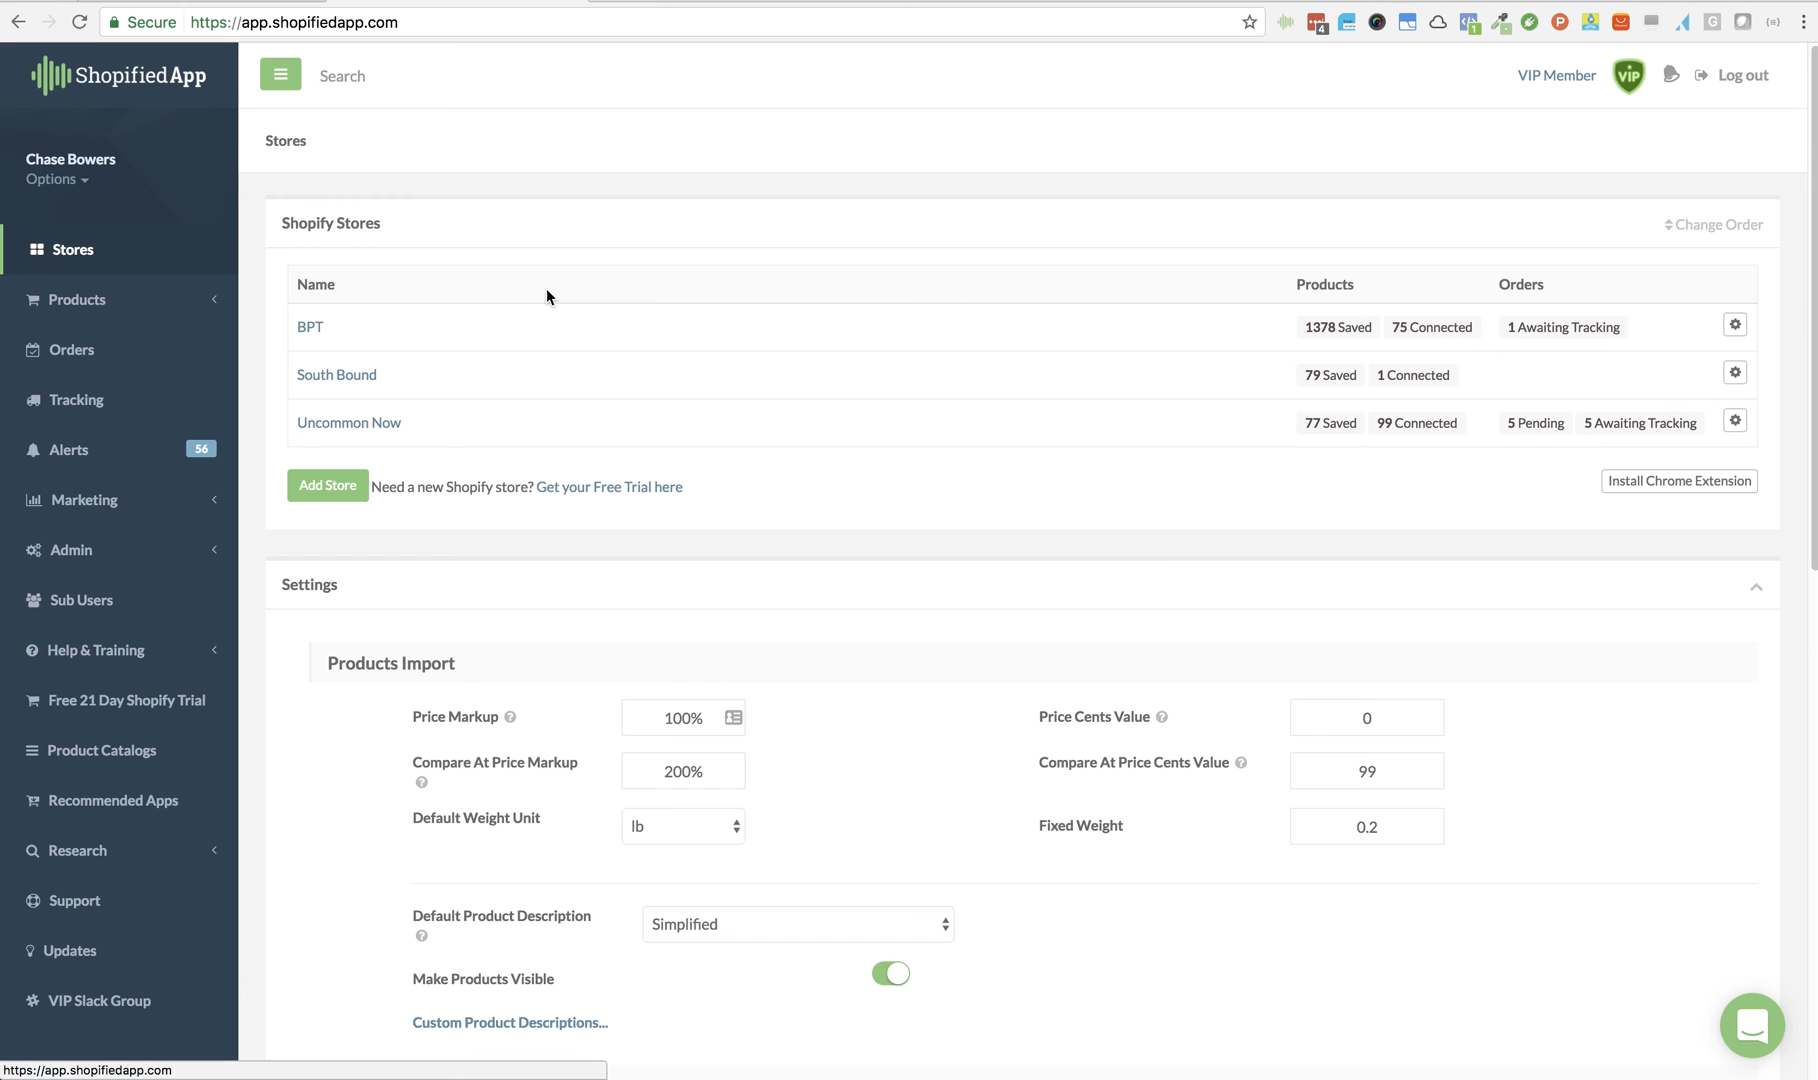 Secure https://app.shopifiedapp.com
4
1
P
G
ShopifiedApp
Search
VIP Member
VIP
Log out
Chase Bowers
Options
Stores
Products
Orders
Tracking
Alerts 56
Marketing
Admin
Sub Users
Help & Training
Free 21 Day Shopify Trial
Product Catalogs
Recommended Apps
Research
Support
Updates
VIP Slack Group
Stores
Shopify Stores
Change Order
Name Products Orders
BPT 1378 Saved 75 Connected 1 Awaiting Tracking
South Bound 79 Saved 1 Connected
Uncommon Now 77 Saved 99 Connected 5 Pending 5 Awaiting Tracking
Add Store Need a new Shopify store? Get your Free Trial here Install Chrome Extension
Settings
Products Import
Price Markup ? 100% Price Cents Value ? 0
Compare At Price Markup ? 200% Compare At Price Cents Value ? 99
Default Weight Unit lb Fixed Weight 0.2
Default Product Description ? Simplified
Make Products Visible
Custom Product Descriptions...
https://app.shopifiedapp.com